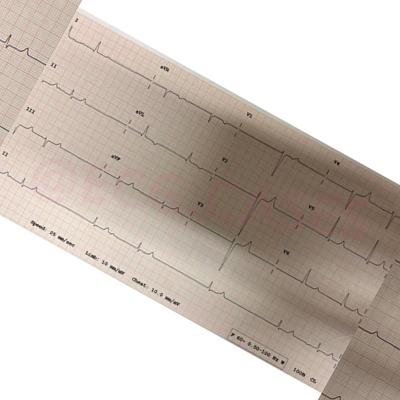 I
aVR
V1
V4
II
aVL
V2
V5
III
aVF
V3
V6
II
Speed: 25 mm/sec
Limb: 10 mm/mV
Chest: 10.0 mm/mV
F 60~ 0.50-100 Hz W
100H CL